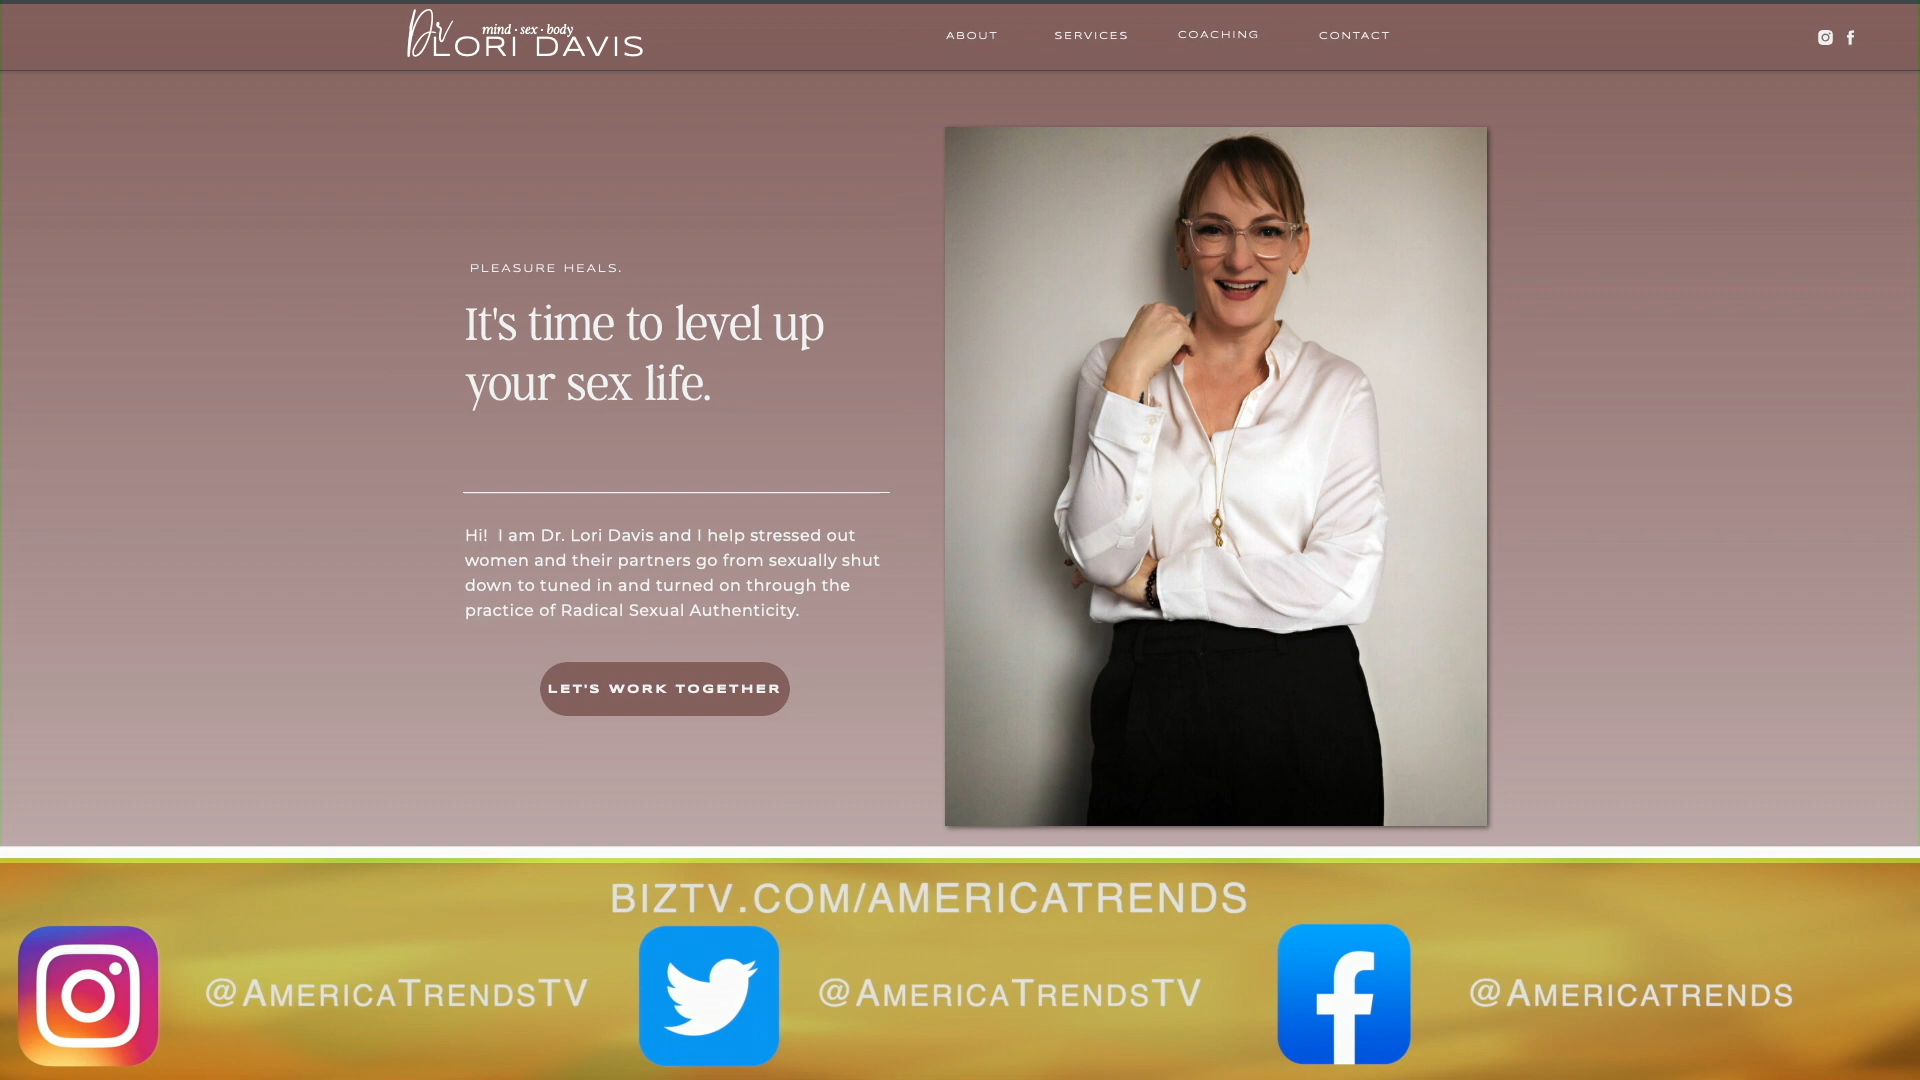 Dr
mind · sex · body
LORI DAVIS
ABOUT
SERVICES
COACHING
CONTACT
PLEASURE HEALS.
It's time to level up
your sex life.
Hi!  I am Dr. Lori Davis and I help stressed out
women and their partners go from sexually shut
down to tuned in and turned on through the
practice of Radical Sexual Authenticity.
LET'S WORK TOGETHER
BIZTV.COM/AMERICATRENDS
@AMERICATRENDSTV
@AMERICATRENDSTV
@AMERICATRENDS